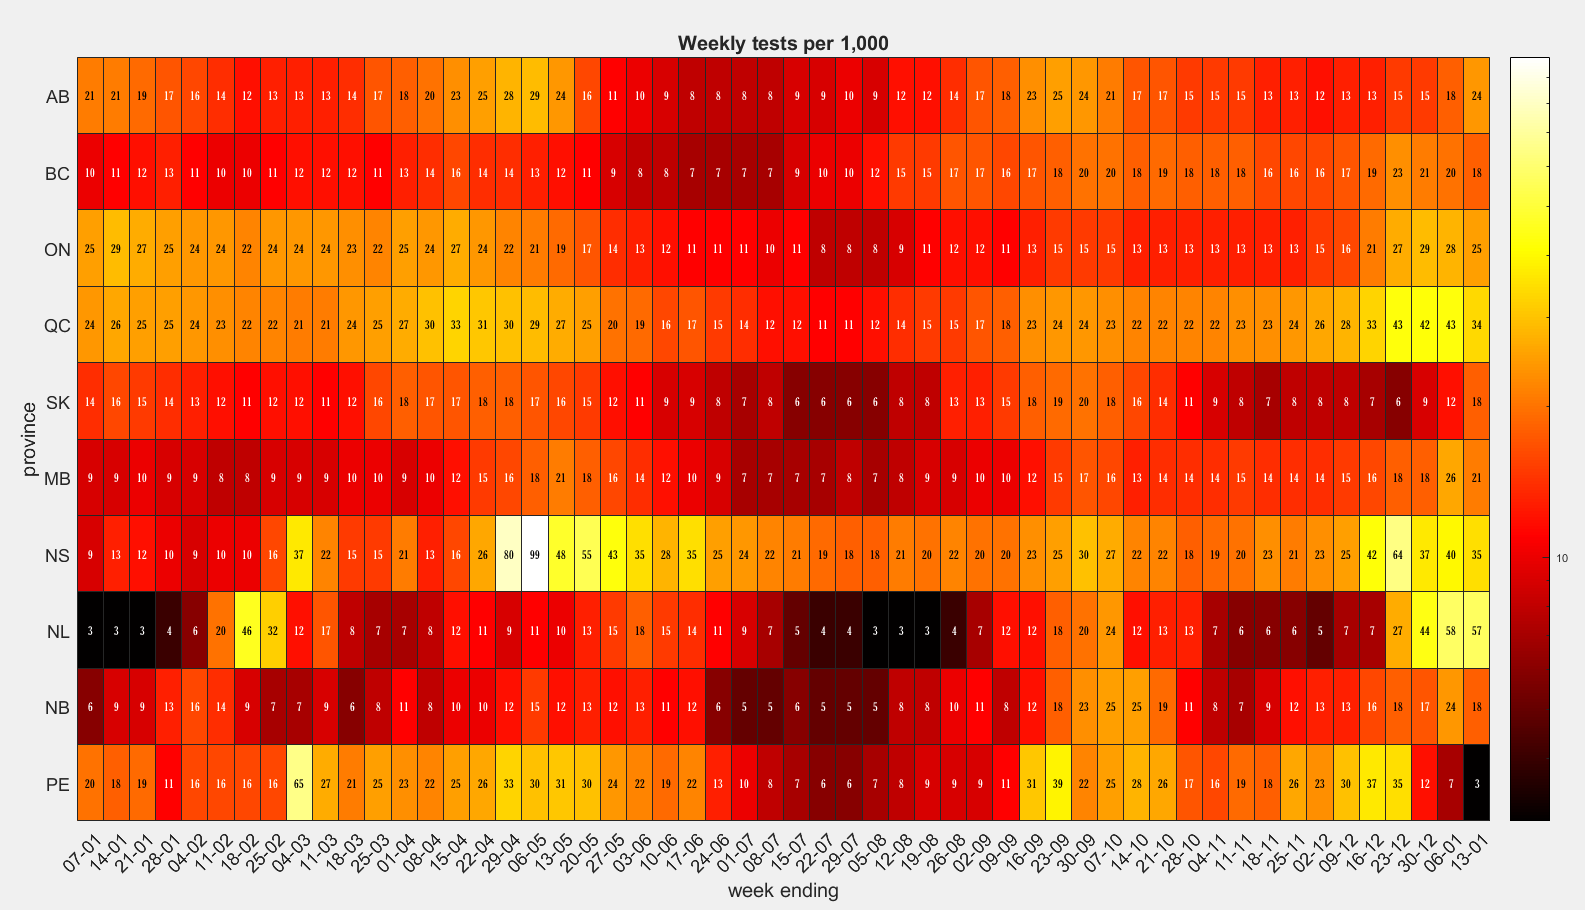 Weekly tests per 1,000
AB 21 21 19 17 16 14 12 13 13 13 14 17 18 20 23 25 28 29 24 16 11 10 9 8 8 8 8 9 9 10 9 12 12 14 17 18 23 25 24 21 17 17 15 15 15 13 13 12 13 13 15 15 18 24
BC 10 11 12 13 11 10 10 11 12 12 12 11 13 14 16 14 14 13 12 11 9 8 8 7 7 7 7 9 10 10 12 15 15 17 17 16 17 18 20 20 18 19 18 18 18 16 16 16 17 19 23 21 20 18
ON 25 29 27 25 24 24 22 24 24 24 23 22 25 24 27 24 22 21 19 17 14 13 12 11 11 11 10 11 8 8 8 9 11 12 12 11 13 15 15 15 13 13 13 13 13 13 13 15 16 21 27 29 28 25
QC 24 26 25 25 24 23 22 22 21 21 24 25 27 30 33 31 30 29 27 25 20 19 16 17 15 14 12 12 11 11 12 14 15 15 17 18 23 24 24 23 22 22 22 22 23 23 24 26 28 33 43 42 43 34
SK 14 16 15 14 13 12 11 12 12 11 12 16 18 17 17 18 18 17 16 15 12 11 9 9 8 7 8 6 6 6 6 8 8 13 13 15 18 19 20 18 16 14 11 9 8 7 8 8 8 7 6 9 12 18
MB 9 9 10 9 9 8 8 9 9 9 10 10 9 10 12 15 16 18 21 18 16 14 12 10 9 7 7 7 7 8 7 8 9 9 10 10 12 15 17 16 13 14 14 14 15 14 14 14 15 16 18 18 26 21
NS 9 13 12 10 9 10 10 16 37 22 15 15 21 13 16 26 80 99 48 55 43 35 28 35 25 24 22 21 19 18 18 21 20 22 20 20 23 25 30 27 22 22 18 19 20 23 21 23 25 42 64 37 40 35
10
NL 3 3 3 4 6 20 46 32 12 17 8 7 7 8 12 11 9 11 10 13 15 18 15 14 11 9 7 5 4 4 3 3 3 4 7 12 12 18 20 24 12 13 13 7 6 6 6 5 7 7 27 44 58 57
NB 6 9 9 13 16 14 9 7 7 9 6 8 11 8 10 10 12 15 12 13 12 13 11 12 6 5 5 6 5 5 5 8 8 10 11 8 12 18 23 25 25 19 11 8 7 9 12 13 13 16 18 17 24 18
PE 20 18 19 11 16 16 16 16 65 27 21 25 23 22 25 26 33 30 31 30 24 22 19 22 13 10 8 7 6 6 7 8 9 9 9 11 31 39 22 25 28 26 17 16 19 18 26 23 30 37 35 12 7 3
province
07-01 14-01 21-01 28-01 04-02 11-02 18-02 25-02 04-03 11-03 18-03 25-03 01-04 08-04 15-04 22-04 29-04 06-05 13-05 20-05 27-05 03-06 10-06 17-06 24-06 01-07 08-07 15-07 22-07 29-07 05-08 12-08 19-08 26-08 02-09 09-09 16-09 23-09 30-09 07-10 14-10 21-10 28-10 04-11 11-11 18-11 25-11 02-12 09-12 16-12 23-12 30-12 06-01 13-01
week ending